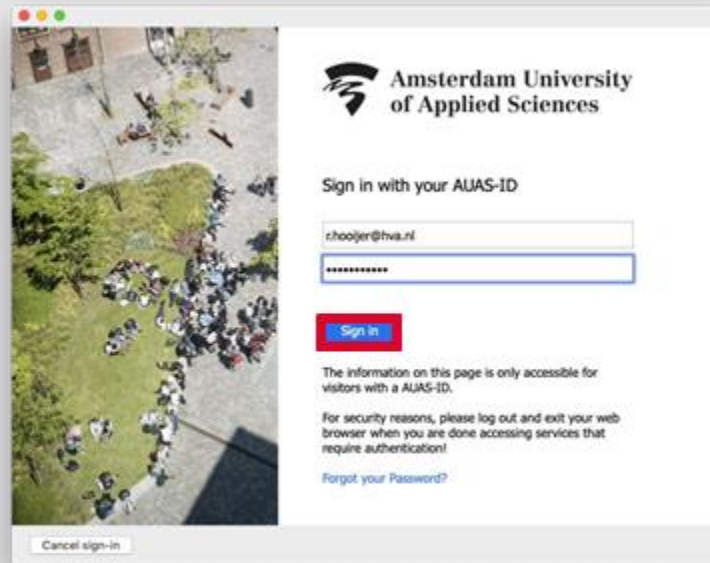 Amsterdam University
of Applied Sciences
Sign in with your AUAS-ID
r.hooijer@hva.nl
•••••••••••
Sign in
The information on this page is only accessible for
visitors with a AUAS-ID.
For security reasons, please log out and exit your web
browser when you are done accessing services that
require authentication!
Forgot your Password?
Cancel sign-in